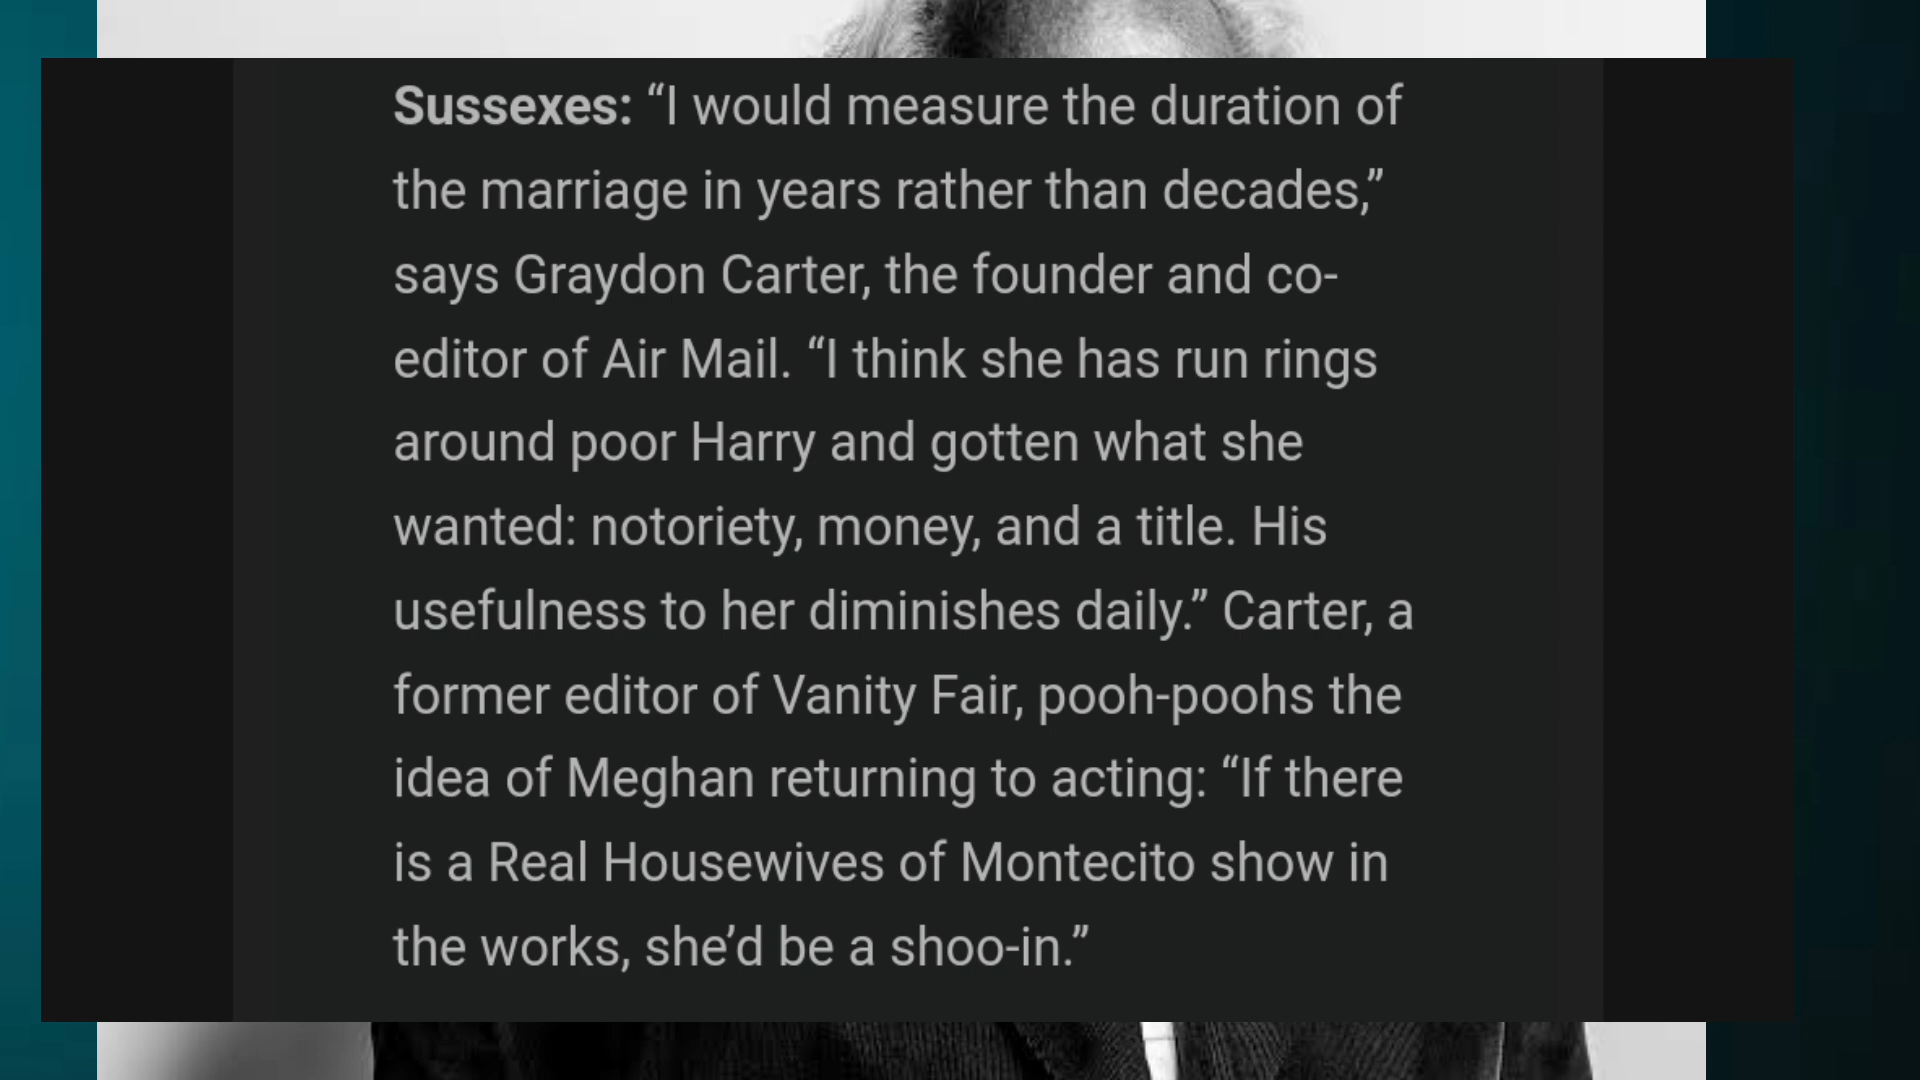 Sussexes: “I would measure the duration of
the marriage in years rather than decades,”
says Graydon Carter, the founder and co-
editor of Air Mail. “I think she has run rings
around poor Harry and gotten what she
wanted: notoriety, money, and a title. His
usefulness to her diminishes daily.” Carter, a
former editor of Vanity Fair, pooh-poohs the
idea of Meghan returning to acting: “If there
is a Real Housewives of Montecito show in
the works, she’d be a shoo-in.”